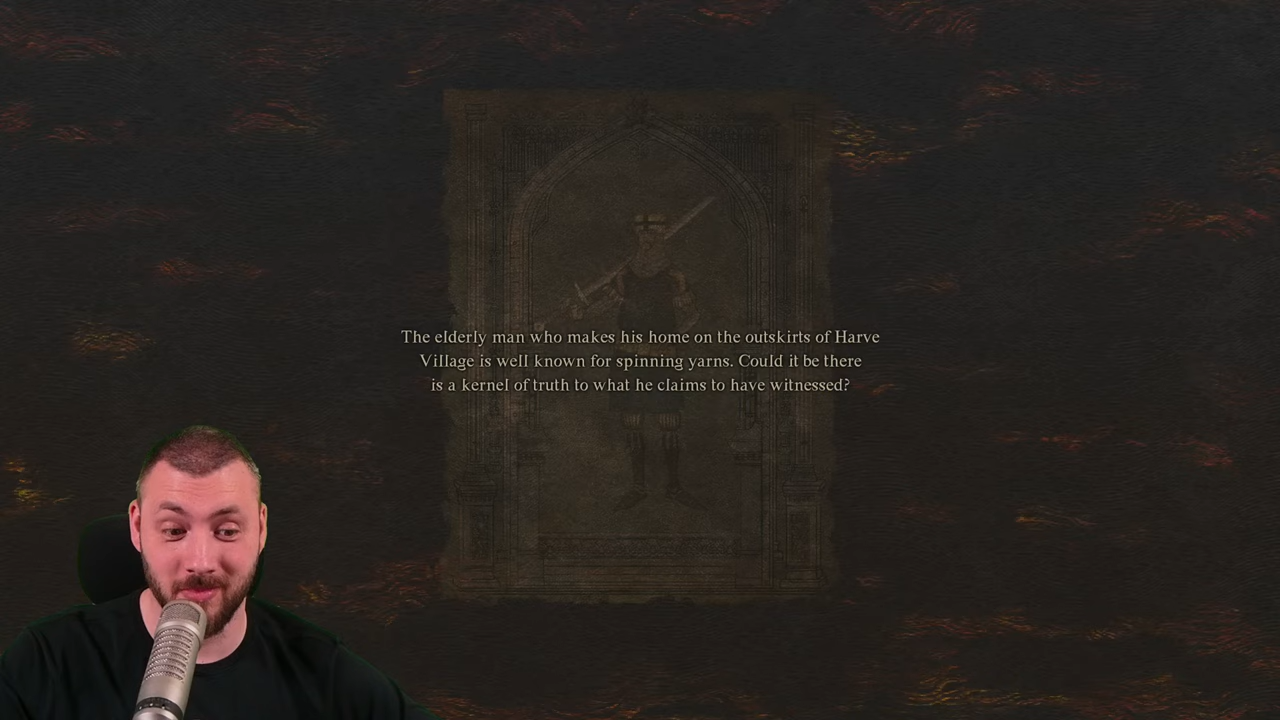 The elderly man who makes his home on the outskirts of Harve
Village is well known for spinning yarns. Could it be there
is a kernel of truth to what he claims to have witnessed?